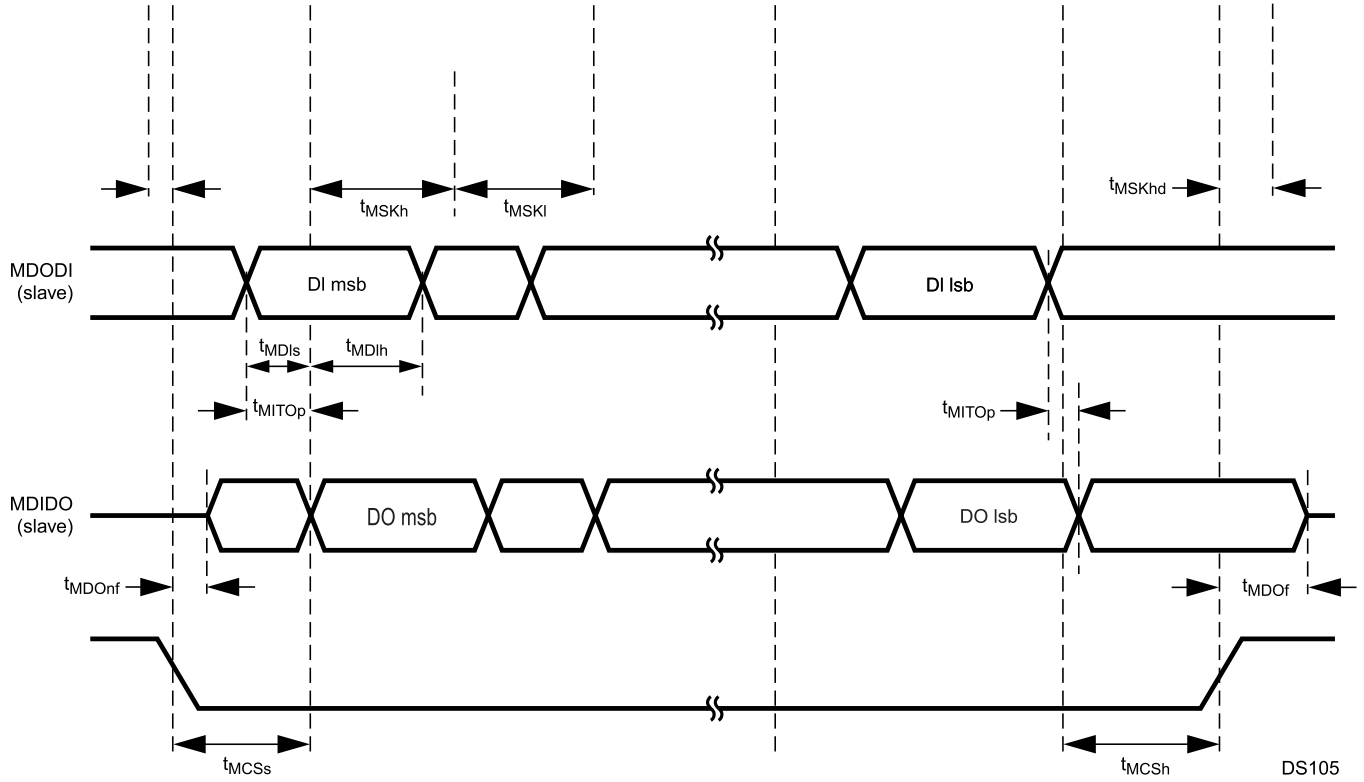 tMSKh
tMSKl
tMSKhd
MDODI
(slave)
DI msb
DI lsb
tMDIs
tMDIh
tMITOp
tMITOp
MDIDO
(slave)
DO msb
DO lsb
tMDOnf
tMDOf
tMCSs
tMCSh
DS105